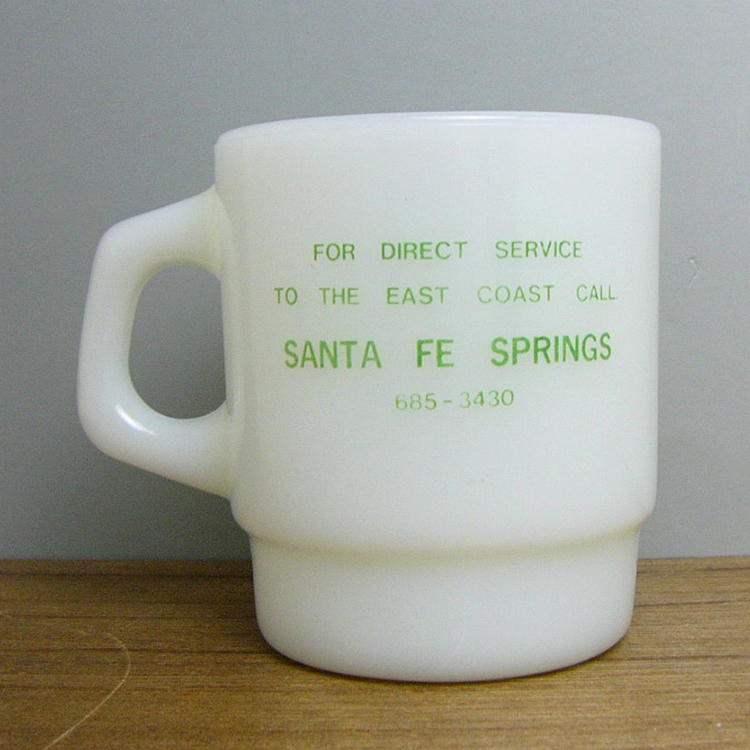 FOR DIRECT SERVICE
TO THE EAST COAST CALL
SANTA FE SPRINGS
685-3430